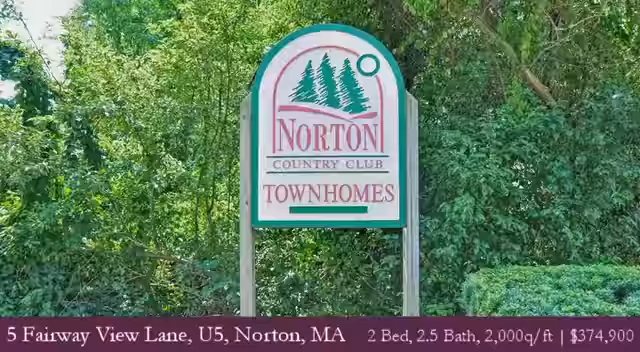 NORTON
COUNTRY CLUB
TOWNHOMES
5 Fairway View Lane, U5, Norton, MA 2 Bed, 2.5 Bath, 2,000q/ft | $374,900